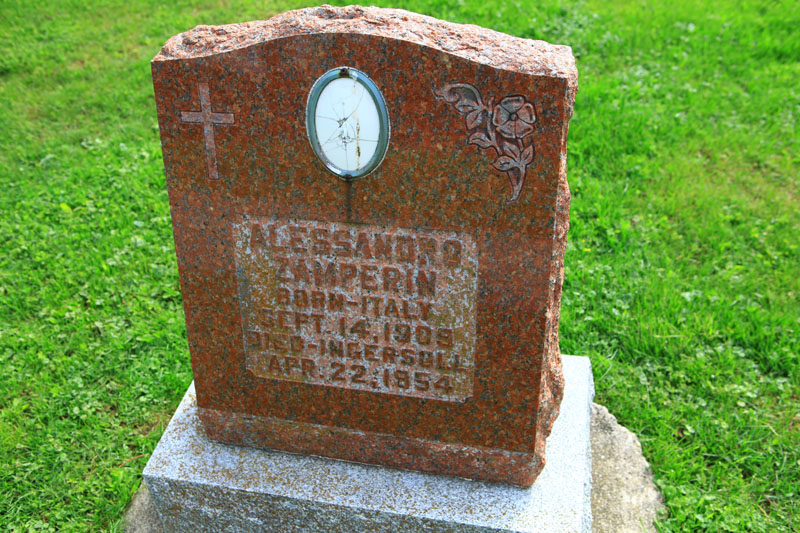 ALESSANDRO
ZAMPERIN
BORN-ITALY
SEPT. 14, 1909
DIED-INGERSOLL
APR. 22, 1954